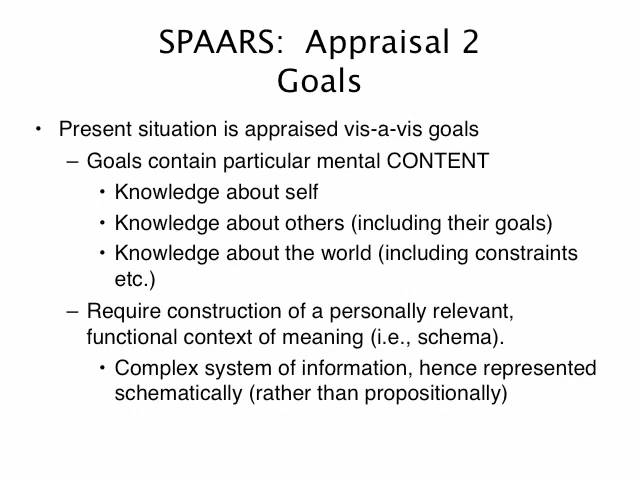 SPAARS: Appraisal 2
Goals
• Present situation is appraised vis-a-vis goals
– Goals contain particular mental CONTENT
• Knowledge about self
• Knowledge about others (including their goals)
• Knowledge about the world (including constraints
etc.)
– Require construction of a personally relevant,
functional context of meaning (i.e., schema).
• Complex system of information, hence represented
schematically (rather than propositionally)